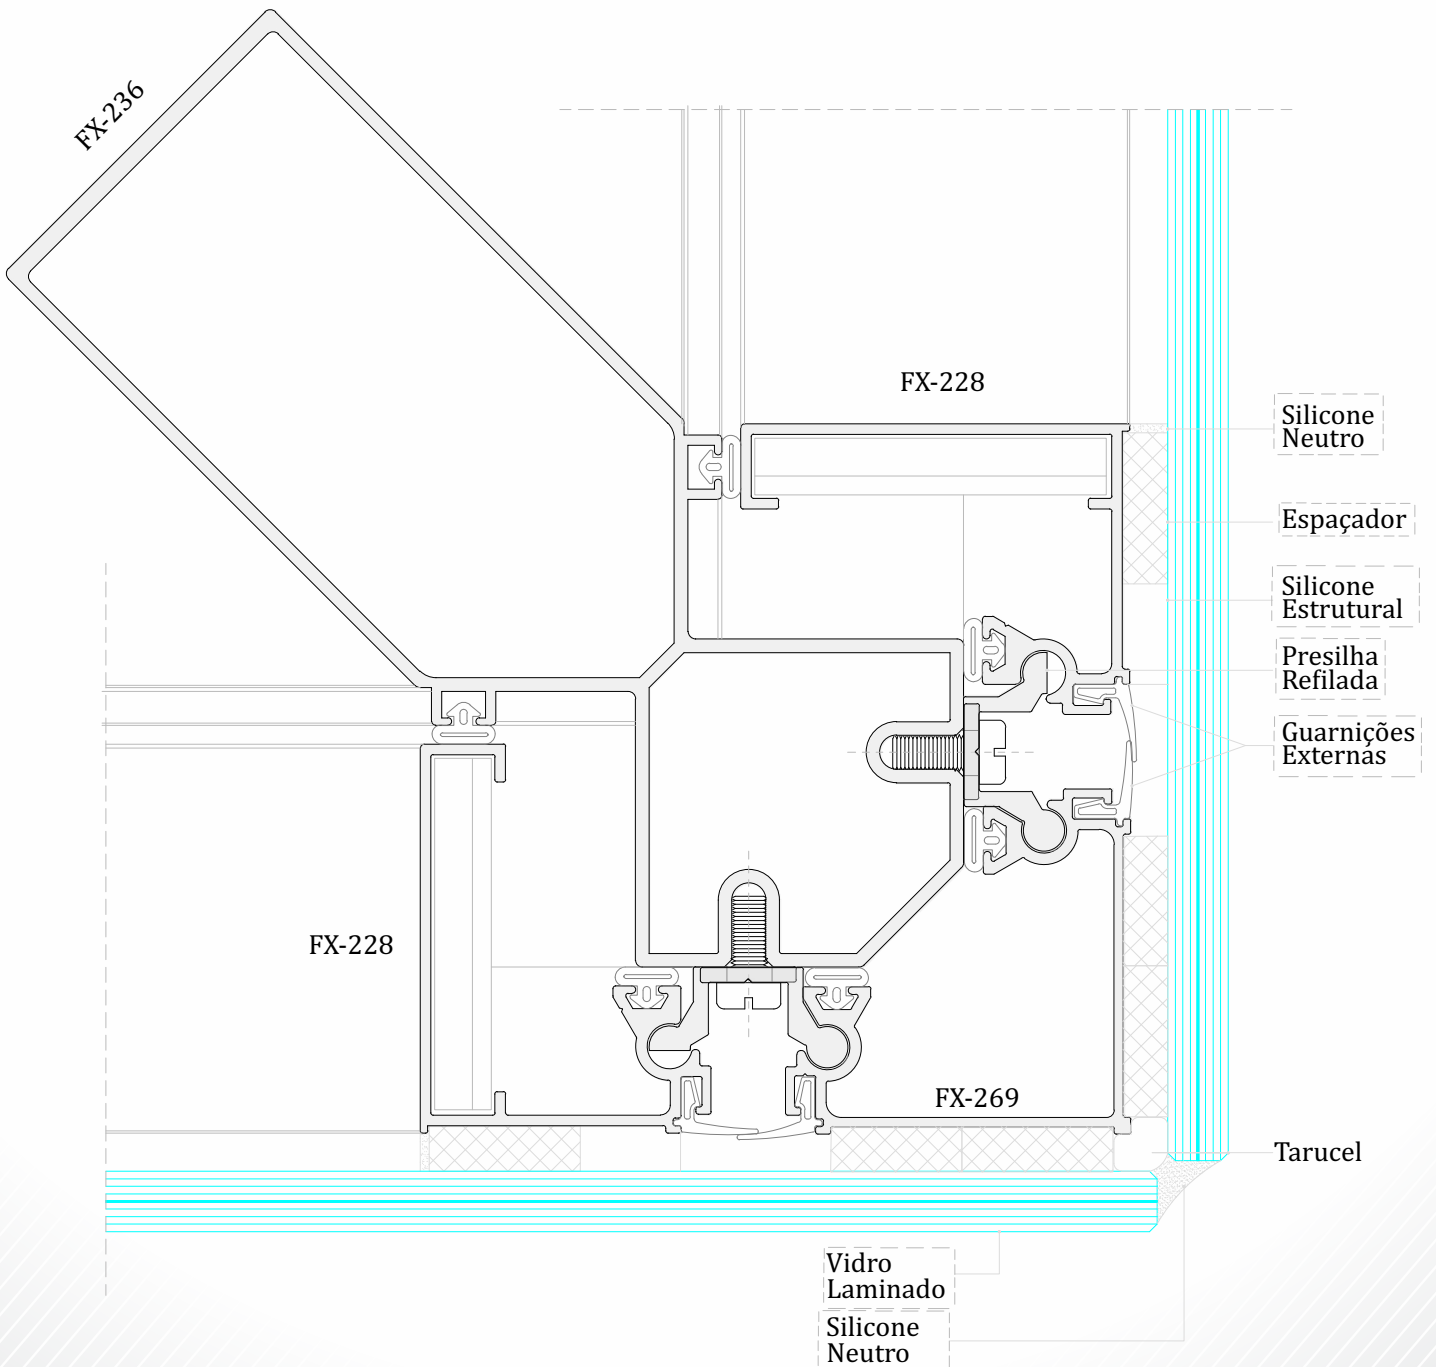 FX-236
FX-228
Silicone
Neutro
Espaçador
Silicone
Estrutural
Presilha
Refilada
Guarnições
Externas
FX-228
FX-269
Tarucel
Vidro
Laminado
Silicone
Neutro